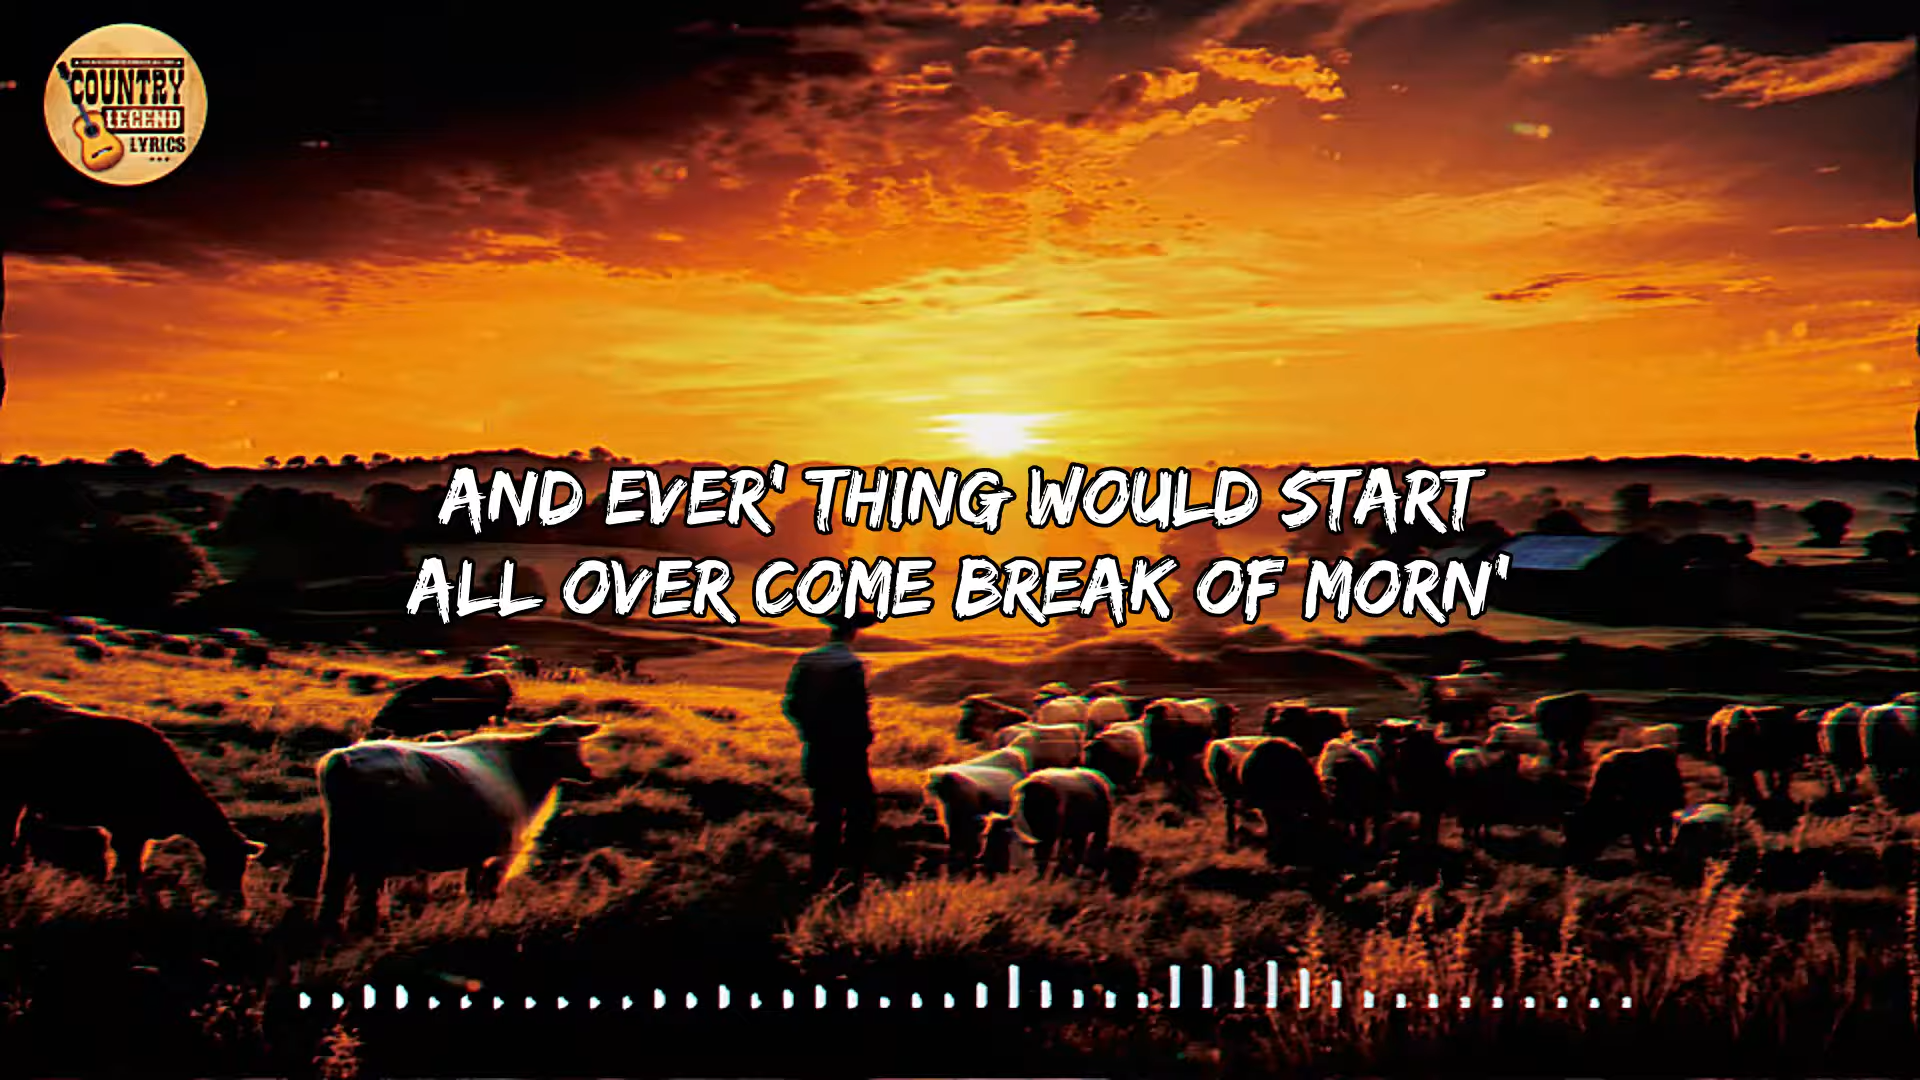 COUNTRY
LEGEND
LYRICS
AND EVER' THING WOULD START
ALL OVER COME BREAK OF MORN'